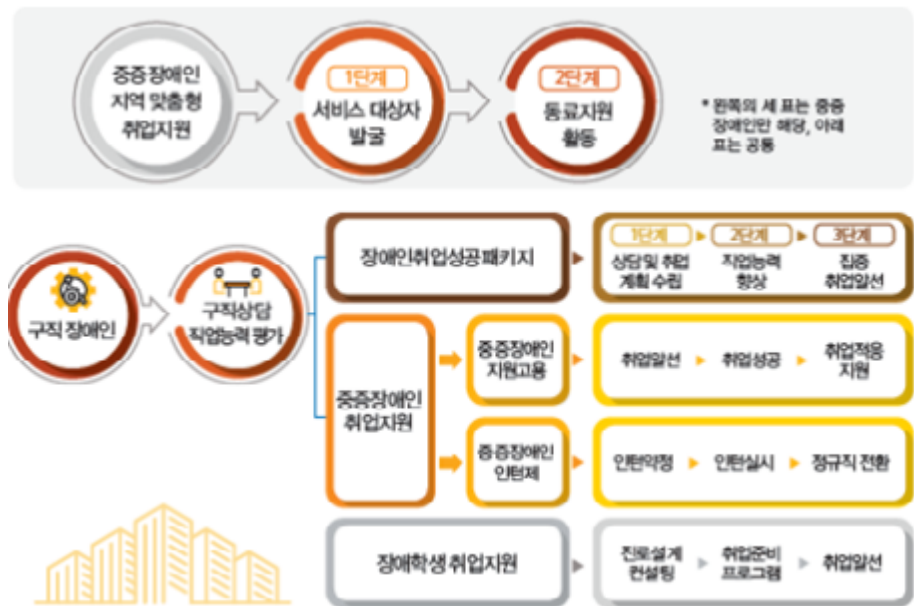 중증장애인
지역 맞춤형
취업지원
1단계
서비스 대상자
발굴
2단계
동료지원
활동
* 왼쪽의 세 표는 중증
장애인만 해당, 아래
표는 공통
구직 장애인
구직상담
직업능력 평가
장애인취업성공패키지
1단계
상담 및 취업
계획 수립
2단계
직업능력
향상
3단계
집중
취업알선
중증장애인
취업지원
중증장애인
지원고용
취업알선
취업성공
취업적응
지원
중증장애인
인턴제
인턴약정
인턴실시
정규직 전환
장애학생 취업지원
진로설계
컨설팅
취업준비
프로그램
취업알선